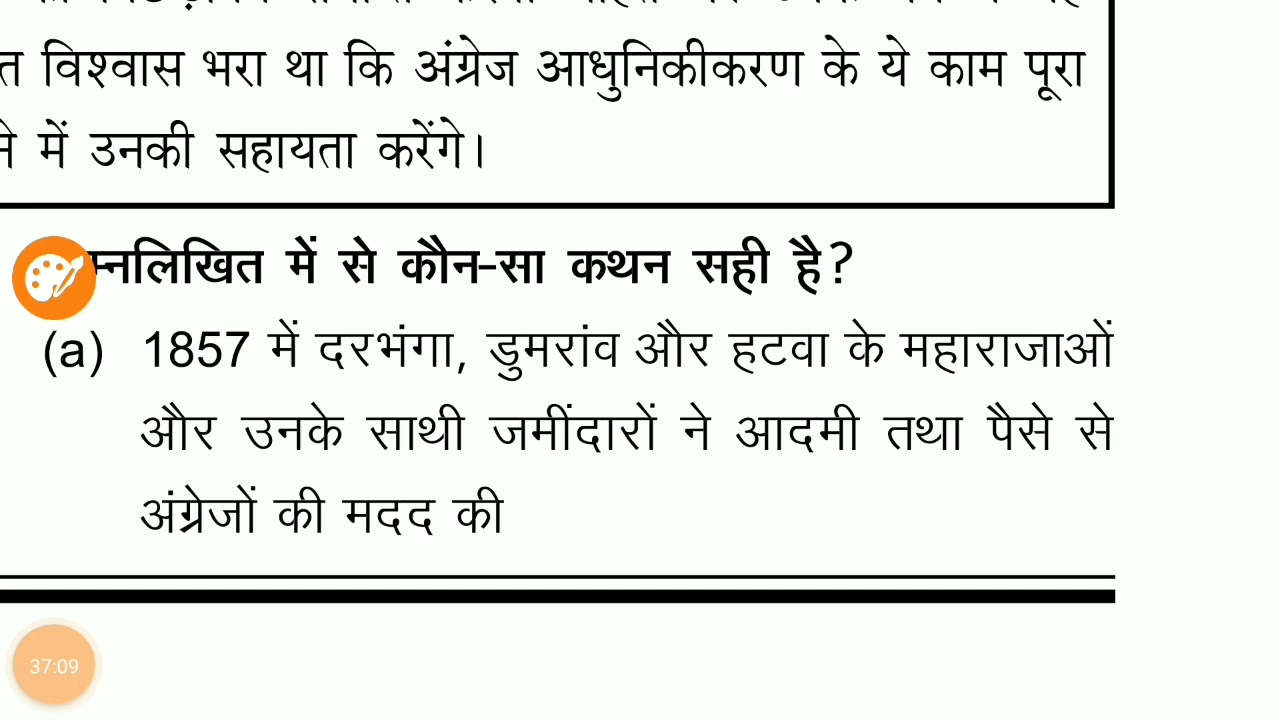 विश्वास भरा था कि अंग्रेज आधुनिकीकरण के ये काम पूरा
में उनकी सहायता करेंगे।
में से कौन-सा कथन सही है?
(a) 1857 में दरभंगा, डुमरांव और हटवा के महाराजाओं
और उनके साथी जमींदारों ने आदमी तथा पैसे से
अंग्रेजों की मदद की
37:09